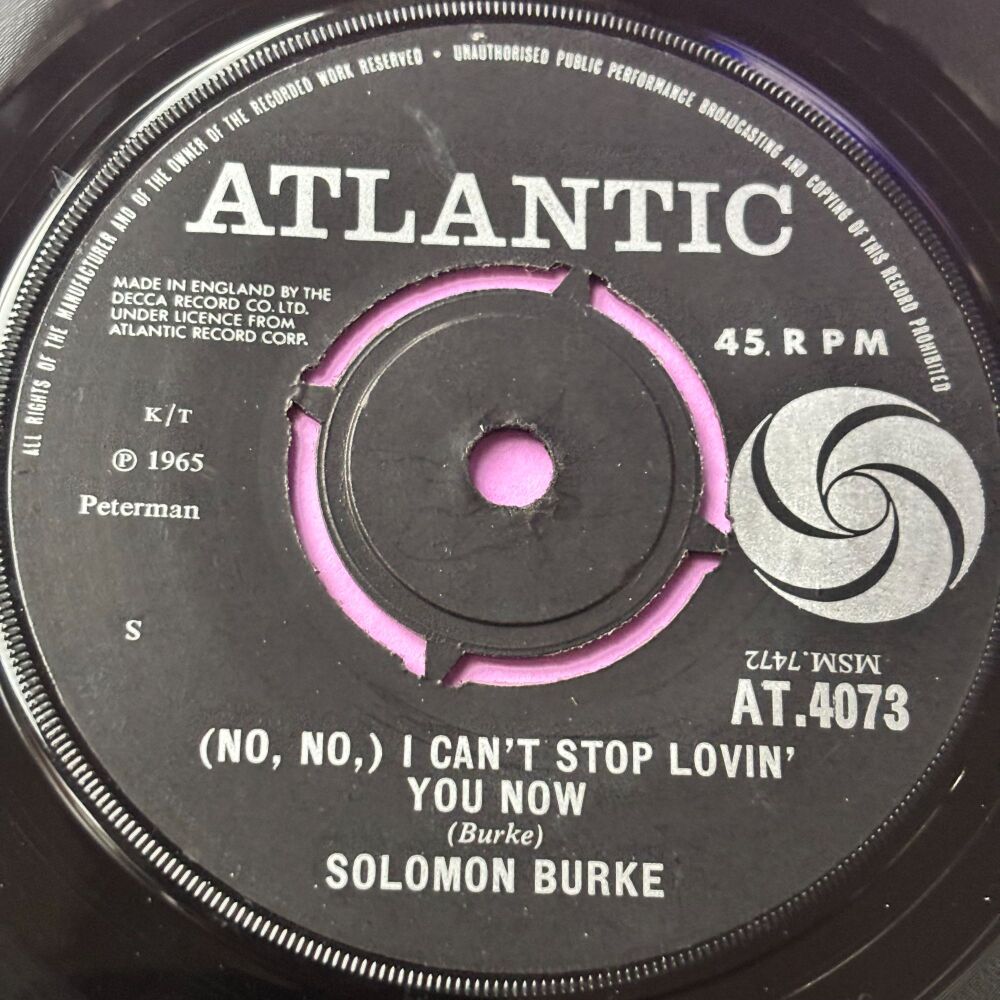 ALL RIGHTS OF THE MANUFACTURER AND OF THE OWNER OF THE RECORDED WORK RESERVED • UNAUTHORISED PUBLIC PERFORMANCE BROADCASTING AND COPYING OF THIS RECORD PROHIBITED
ATLANTIC
MADE IN ENGLAND BY THE
DECCA RECORD CO. LTD.
UNDER LICENCE FROM
ATLANTIC RECORD CORP.
45. R P M
K/T
℗ 1965
Peterman
S
MSM.7472
AT.4073
(NO, NO,) I CAN'T STOP LOVIN'
YOU NOW
(Burke)
SOLOMON BURKE